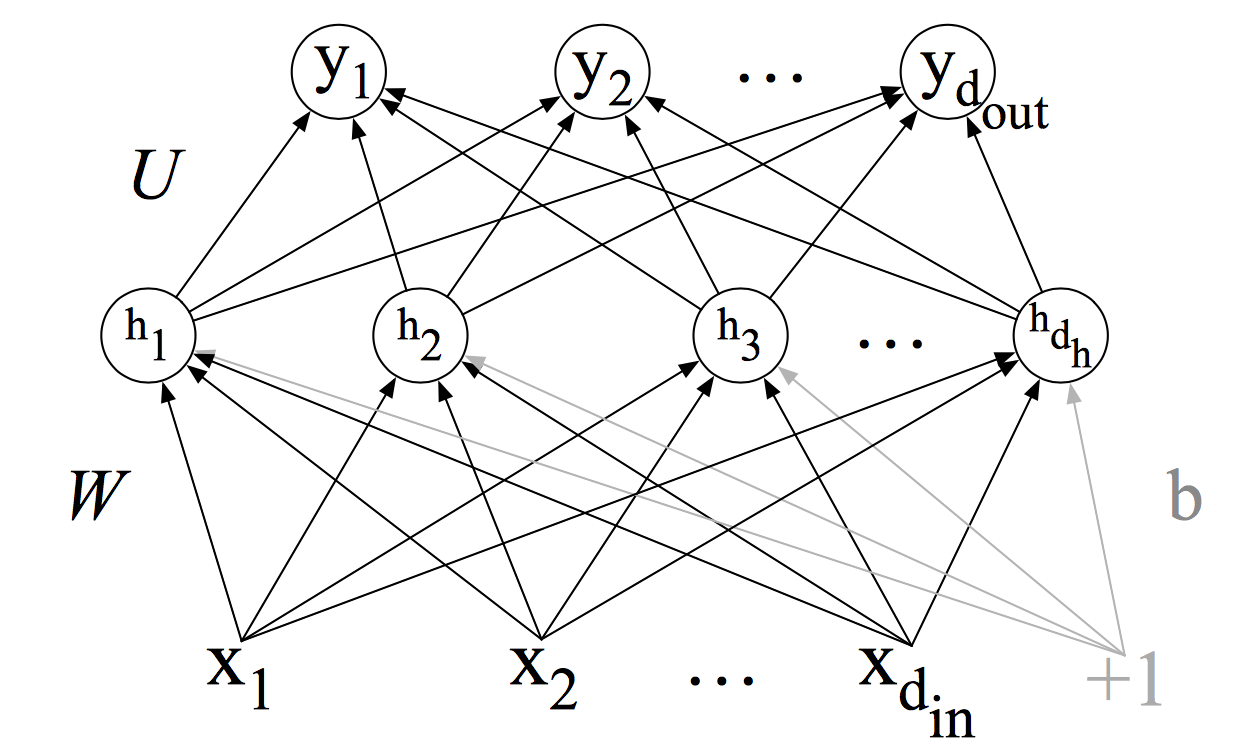 y1 y2 … ydout
U
h1 h2 h3 … hdh
W b
x1 x2 … xdin +1